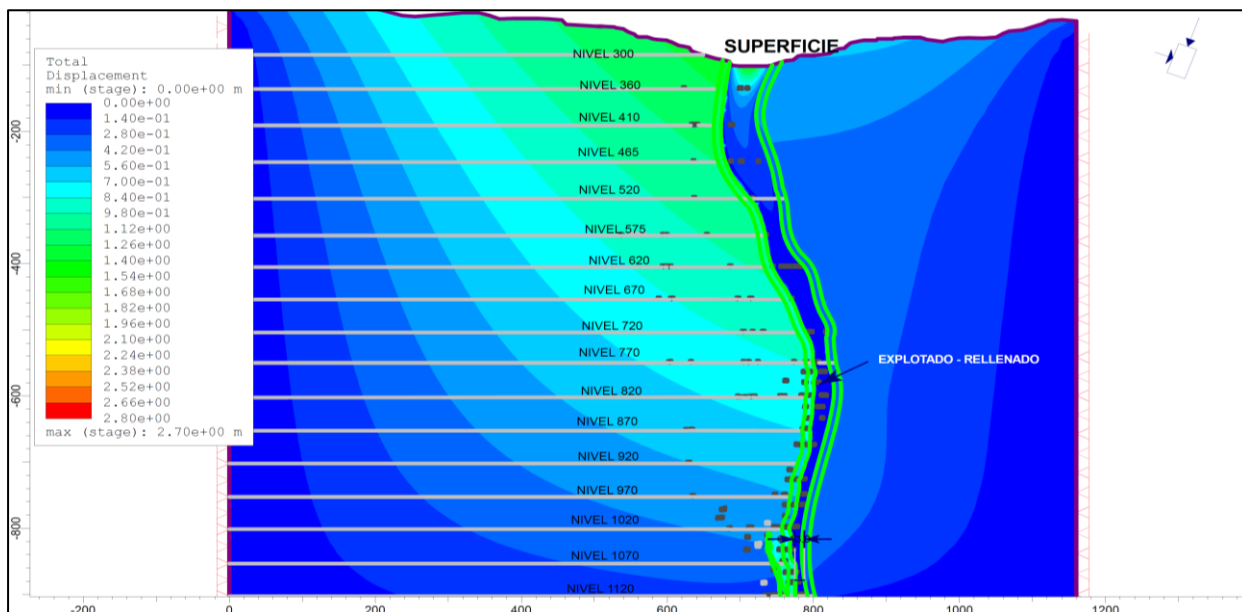 SUPERFICIE
NIVEL 300
Total
Displacement
min (stage): 0.00e+00 m
0.00e+00
1.40e-01
2.80e-01
4.20e-01
5.60e-01
7.00e-01
8.40e-01
9.80e-01
1.12e+00
1.26e+00
1.40e+00
1.54e+00
1.68e+00
1.82e+00
1.96e+00
2.10e+00
2.24e+00
2.38e+00
2.52e+00
2.66e+00
2.80e+00
max (stage): 2.70e+00 m
NIVEL 360
NIVEL 410
NIVEL 465
NIVEL 520
NIVEL 575
NIVEL 620
NIVEL 670
NIVEL 720
NIVEL 770
EXPLOTADO - RELLENADO
NIVEL 820
NIVEL 870
NIVEL 920
NIVEL 970
NIVEL 1020
NIVEL 1070
NIVEL 1120
-200
-400
-600
-800
-200 0 200 400 600 800 1000 1200